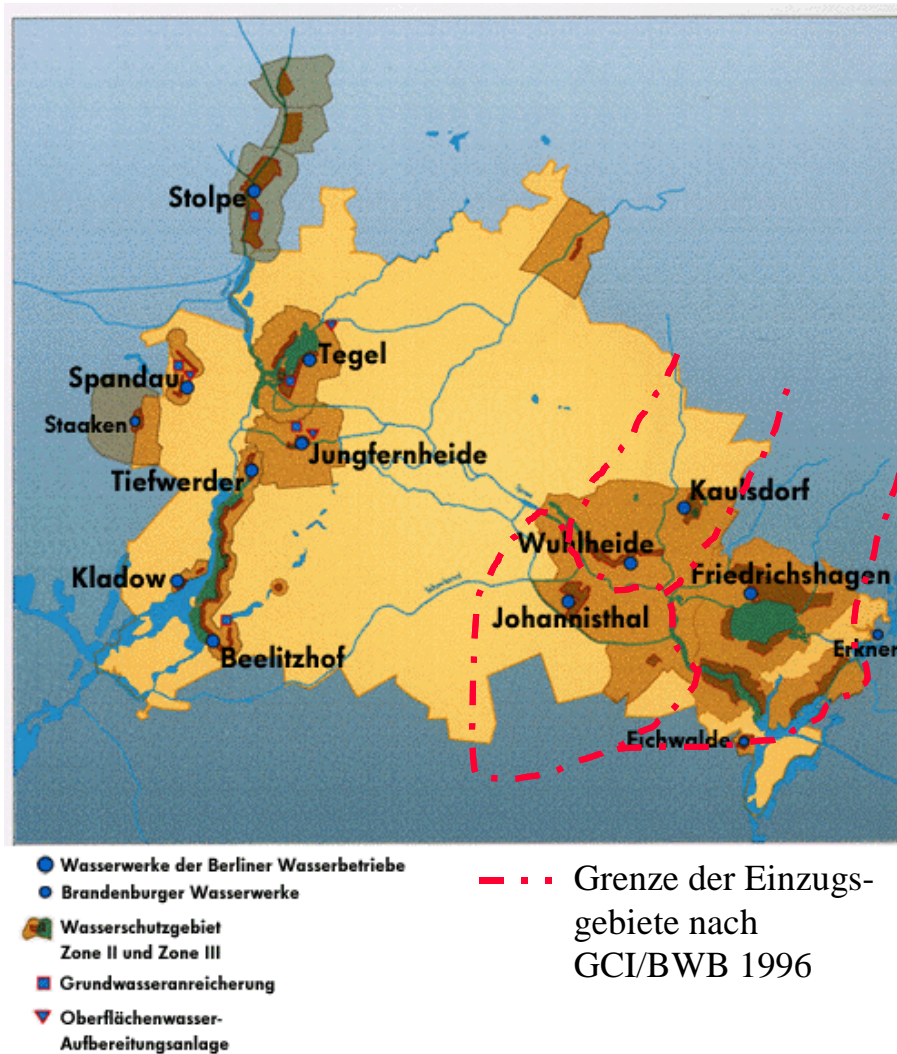 Stolpe
Tegel
Spandau
Staaken
Jungfernheide
Tiefwerder
Kaulsdorf
Wuhlheide
Kladow
Friedrichshagen
Johannisthal
Erkner
Beelitzhof
Eichwalde
Wasserwerke der Berliner Wasserbetriebe
Brandenburger Wasserwerke
Wasserschutzgebiet
Zone II und Zone III
Grundwasseranreicherung
Oberflächenwasser-
Aufbereitungsanlage
Grenze der Einzugs-
gebiete nach
GCI/BWB 1996